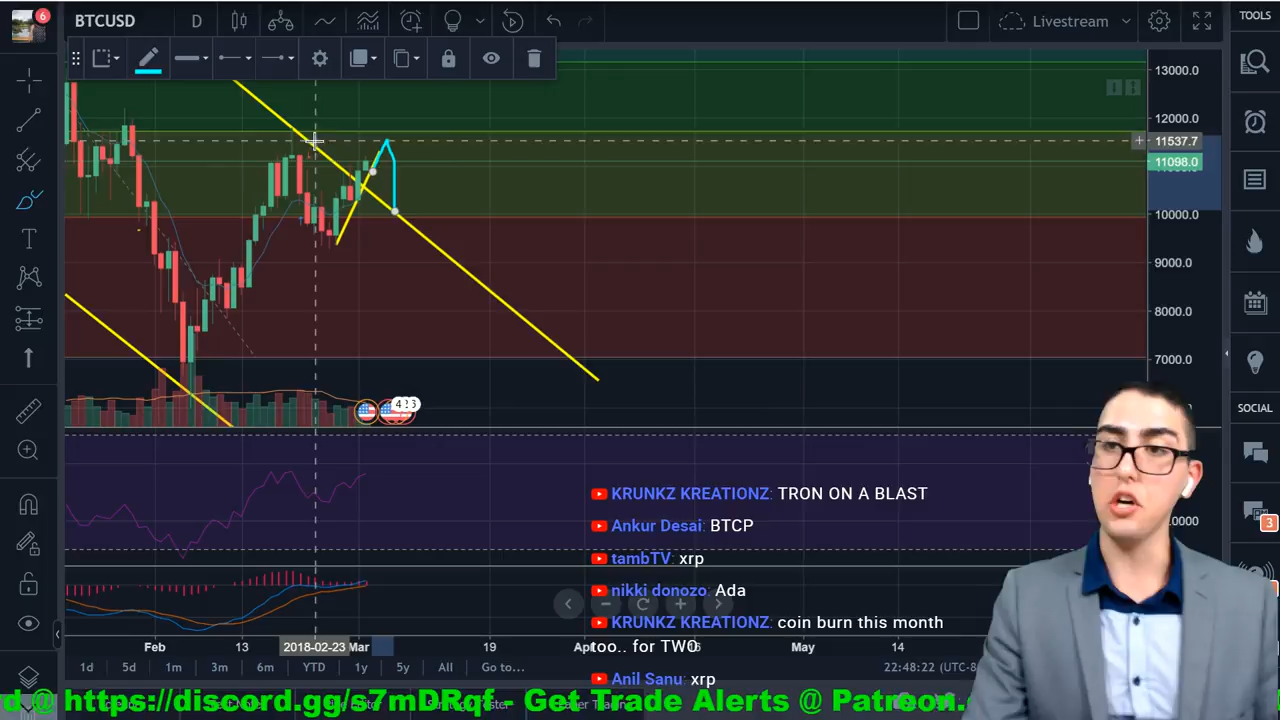 6
BTCUSD
D
Livestream
TOOLS
13000.0
12000.0
11537.7
11098.0
10000.0
9000.0
8000.0
7000.0
SOCIAL
KRUNKZ KREATIONZ: TRON ON A BLAST
Ankur Desai: BTCP
tambTV: xrp
nikki donozo: Ada
KRUNKZ KREATIONZ: coin burn this month
too.. for TWO
Anil Sanu: xrp
3
Feb
13
2018-02-23
Mar
19
May
14
1d
5d
1m
3m
6m
YTD
1y
5y
All
Go to...
22:48:22 (UTC-8
d @ https://discord.gg/s7mDRqf - Get Trade Alerts @ Patreon.